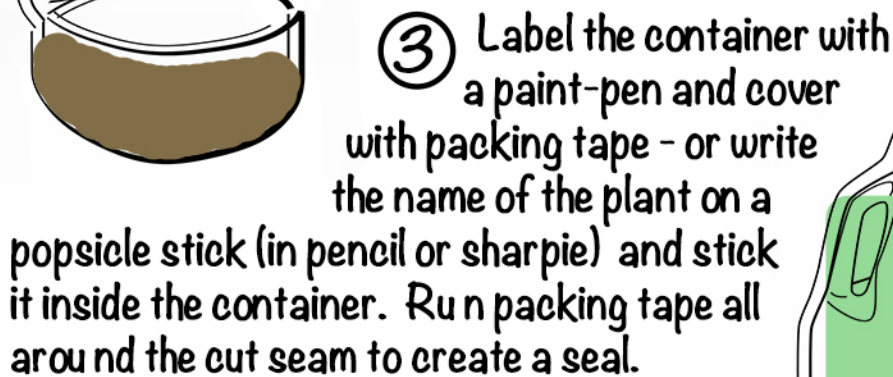 3 Label the container with
a paint-pen and cover
with packing tape - or write
the name of the plant on a
popsicle stick (in pencil or sharpie) and stick
it inside the container. Ru n packing tape all
arou nd the cut seam to create a seal.